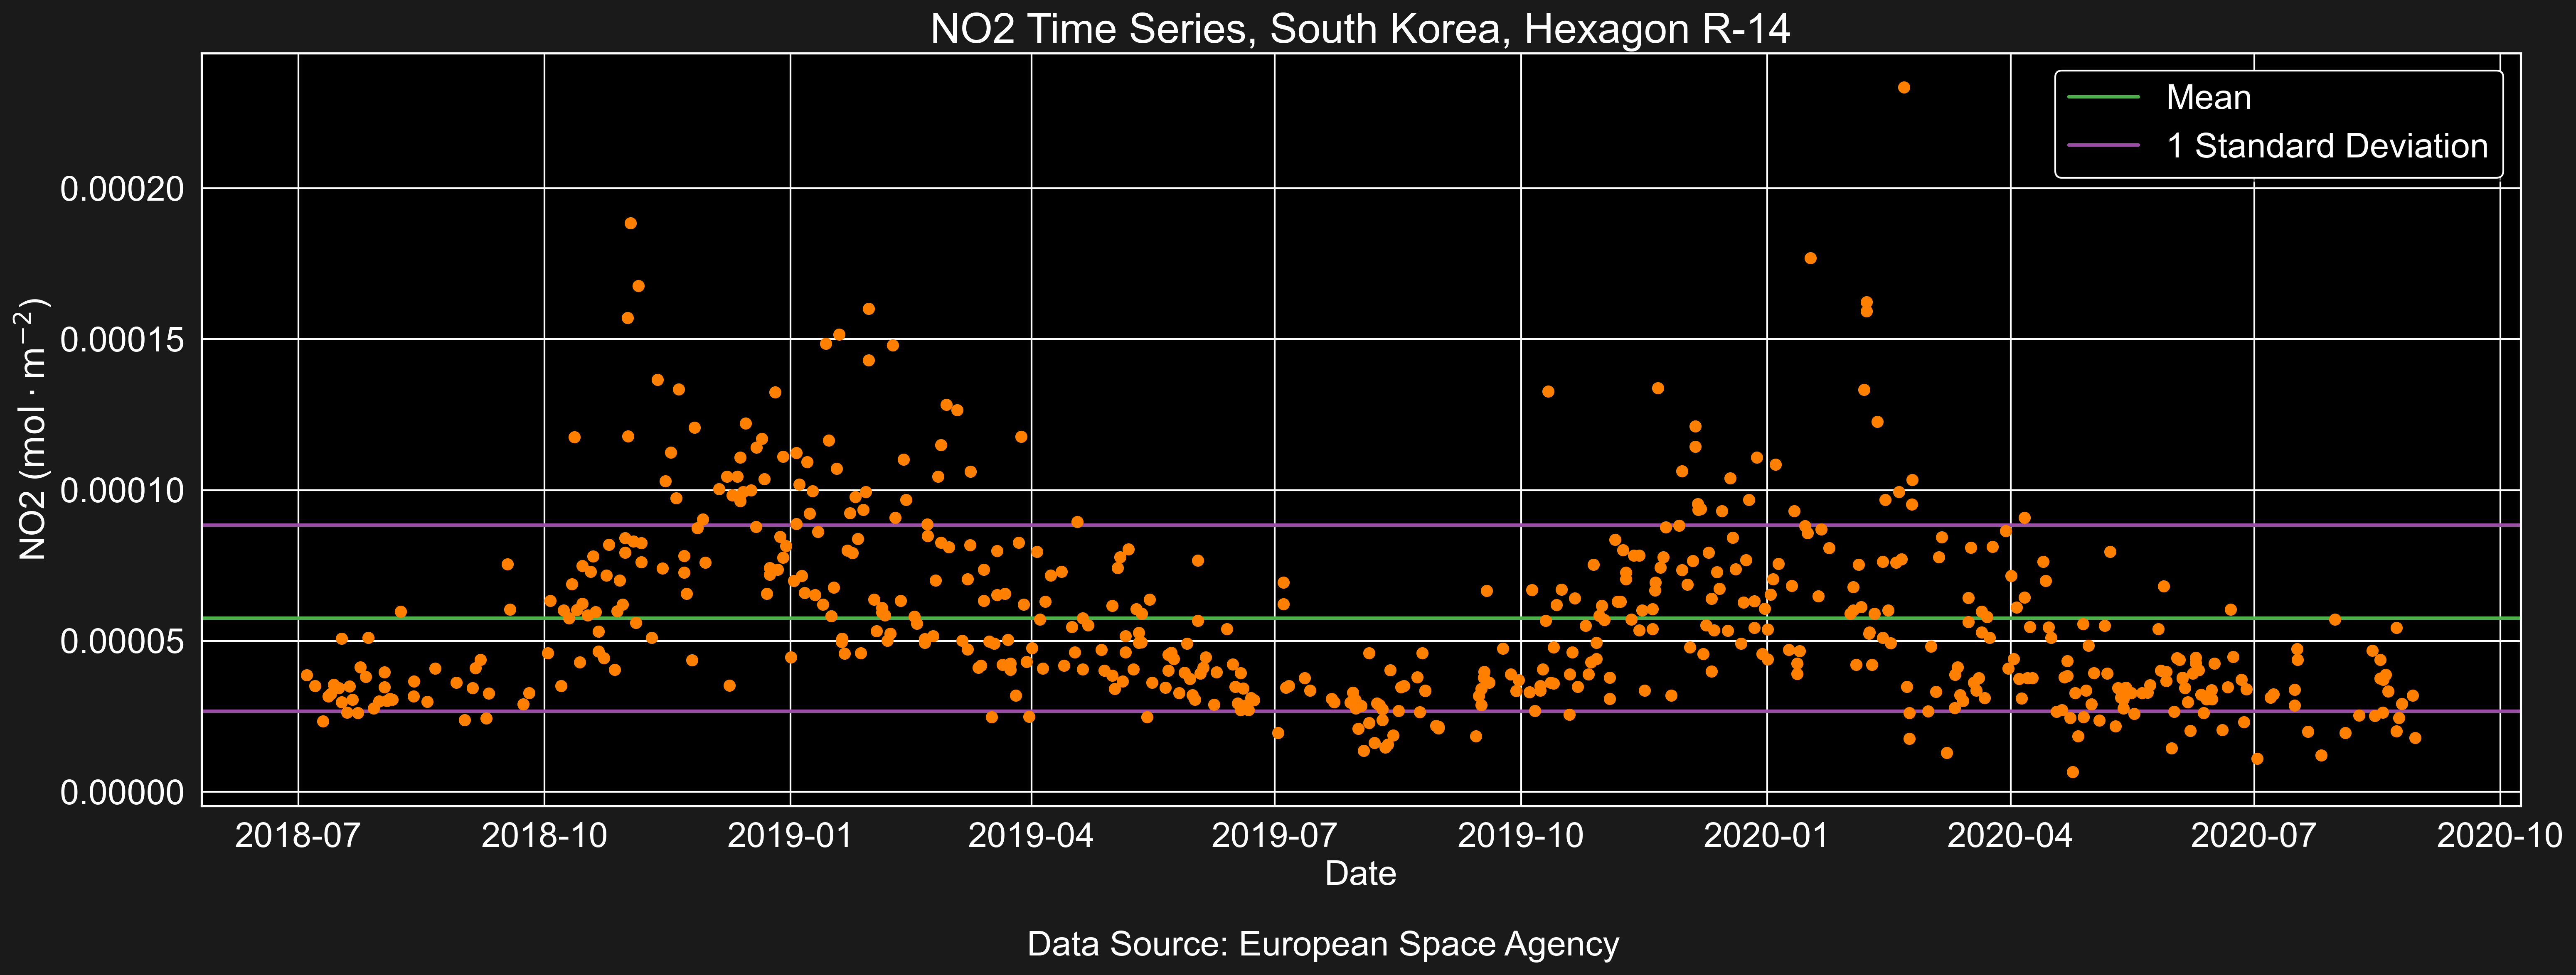 NO2 Time Series, South Korea, Hexagon R-14
Mean
1 Standard Deviation
NO2 (mol · m⁻²)
0.00020
0.00015
0.00010
0.00005
0.00000
2018-07 2018-10 2019-01 2019-04 2019-07 2019-10 2020-01 2020-04 2020-07 2020-10
Date
Data Source: European Space Agency